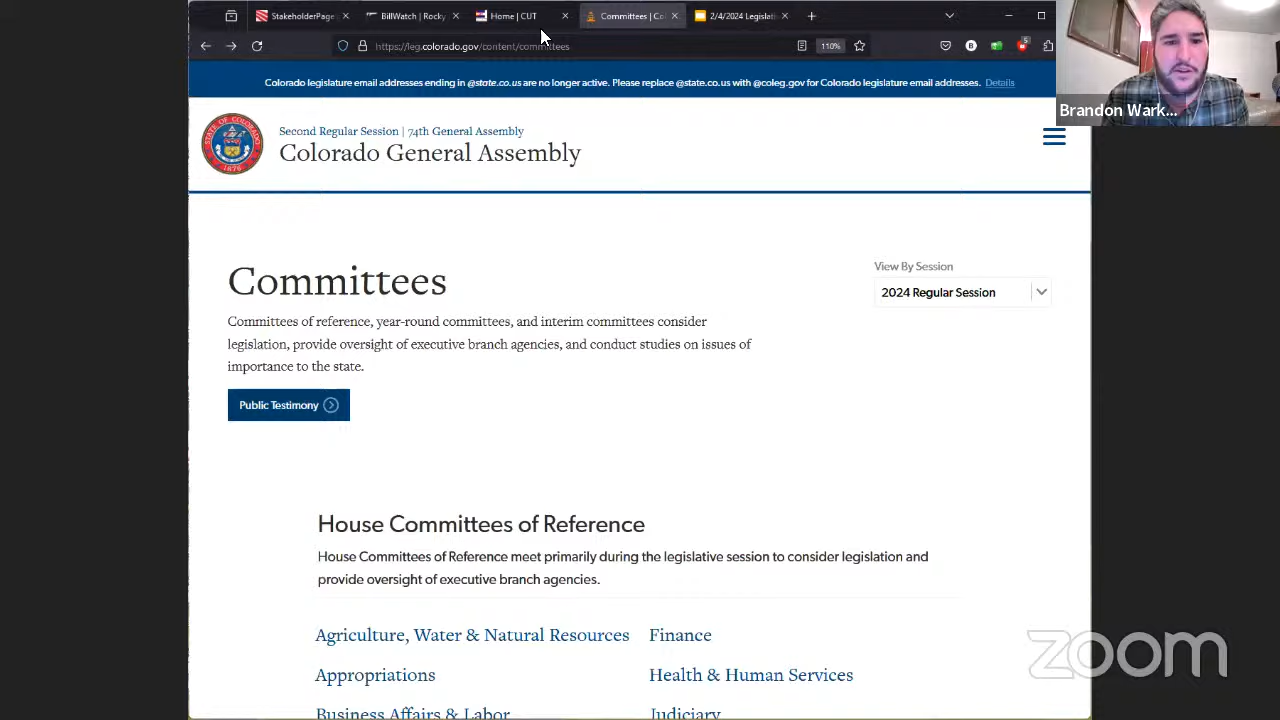 StakeholderPage
BillWatch | Rocky
Home | CUT
Committees | Co
2/4/2024 Legislati
https://leg.colorado.gov/content/committees
110%
B
5
Colorado legislature email addresses ending in @state.co.us are no longer active. Please replace @state.co.us with @coleg.gov for Colorado legislature email addresses. Details
Brandon Wark...
STATE OF COLORADO
1876
Second Regular Session | 74th General Assembly
Colorado General Assembly
Committees
Committees of reference, year-round committees, and interim committees consider
legislation, provide oversight of executive branch agencies, and conduct studies on issues of
importance to the state.
View By Session
2024 Regular Session
Public Testimony
House Committees of Reference
House Committees of Reference meet primarily during the legislative session to consider legislation and
provide oversight of executive branch agencies.
Agriculture, Water & Natural Resources
Finance
Appropriations
Health & Human Services
Business Affairs & Labor
Judiciary
zoom